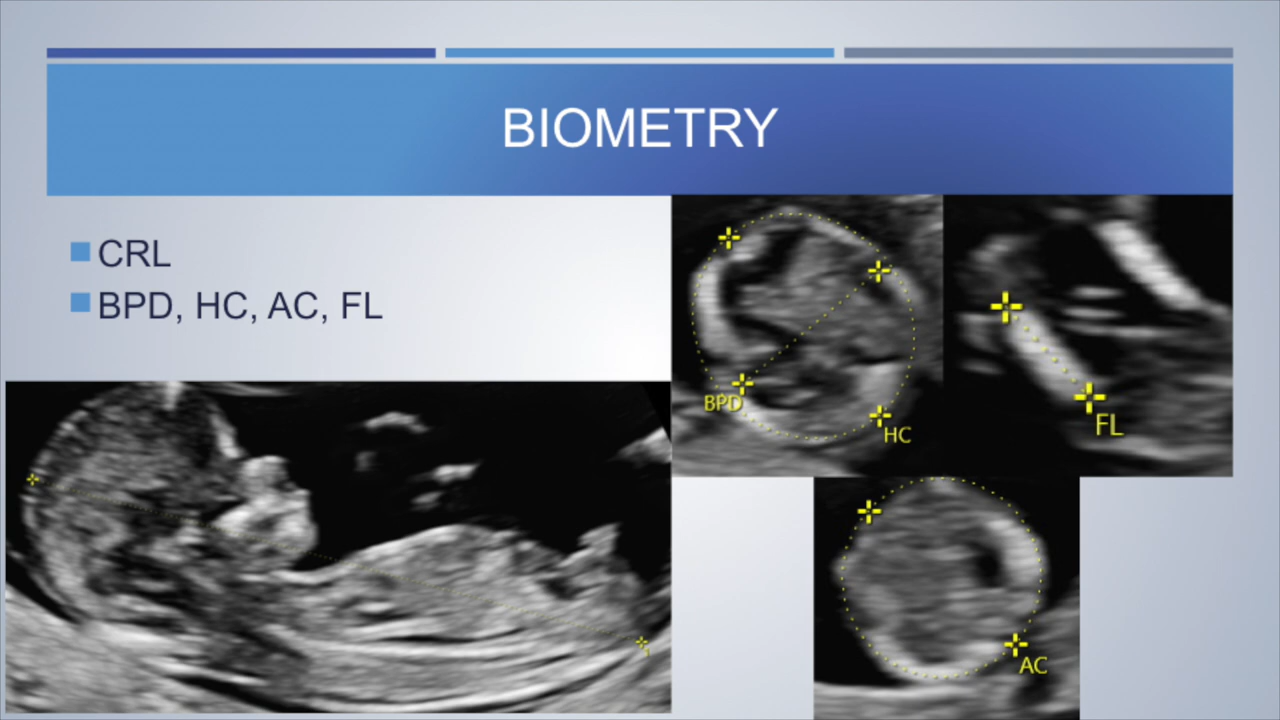 BIOMETRY
CRL
BPD, HC, AC, FL
BPD
HC
FL
AC